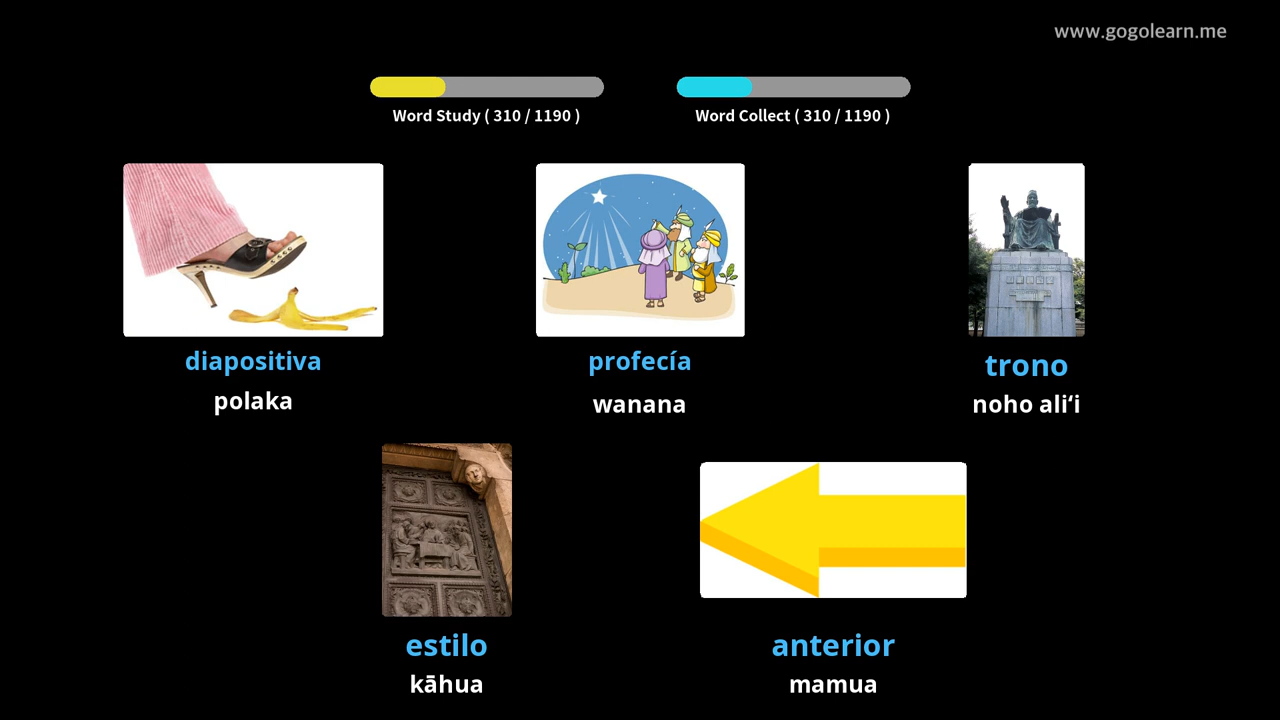 www.gogolearn.me
Word Study ( 310 / 1190 )
Word Collect ( 310 / 1190 )
diapositiva
polaka
profecía
wanana
trono
noho aliʻi
estilo
kāhua
anterior
mamua